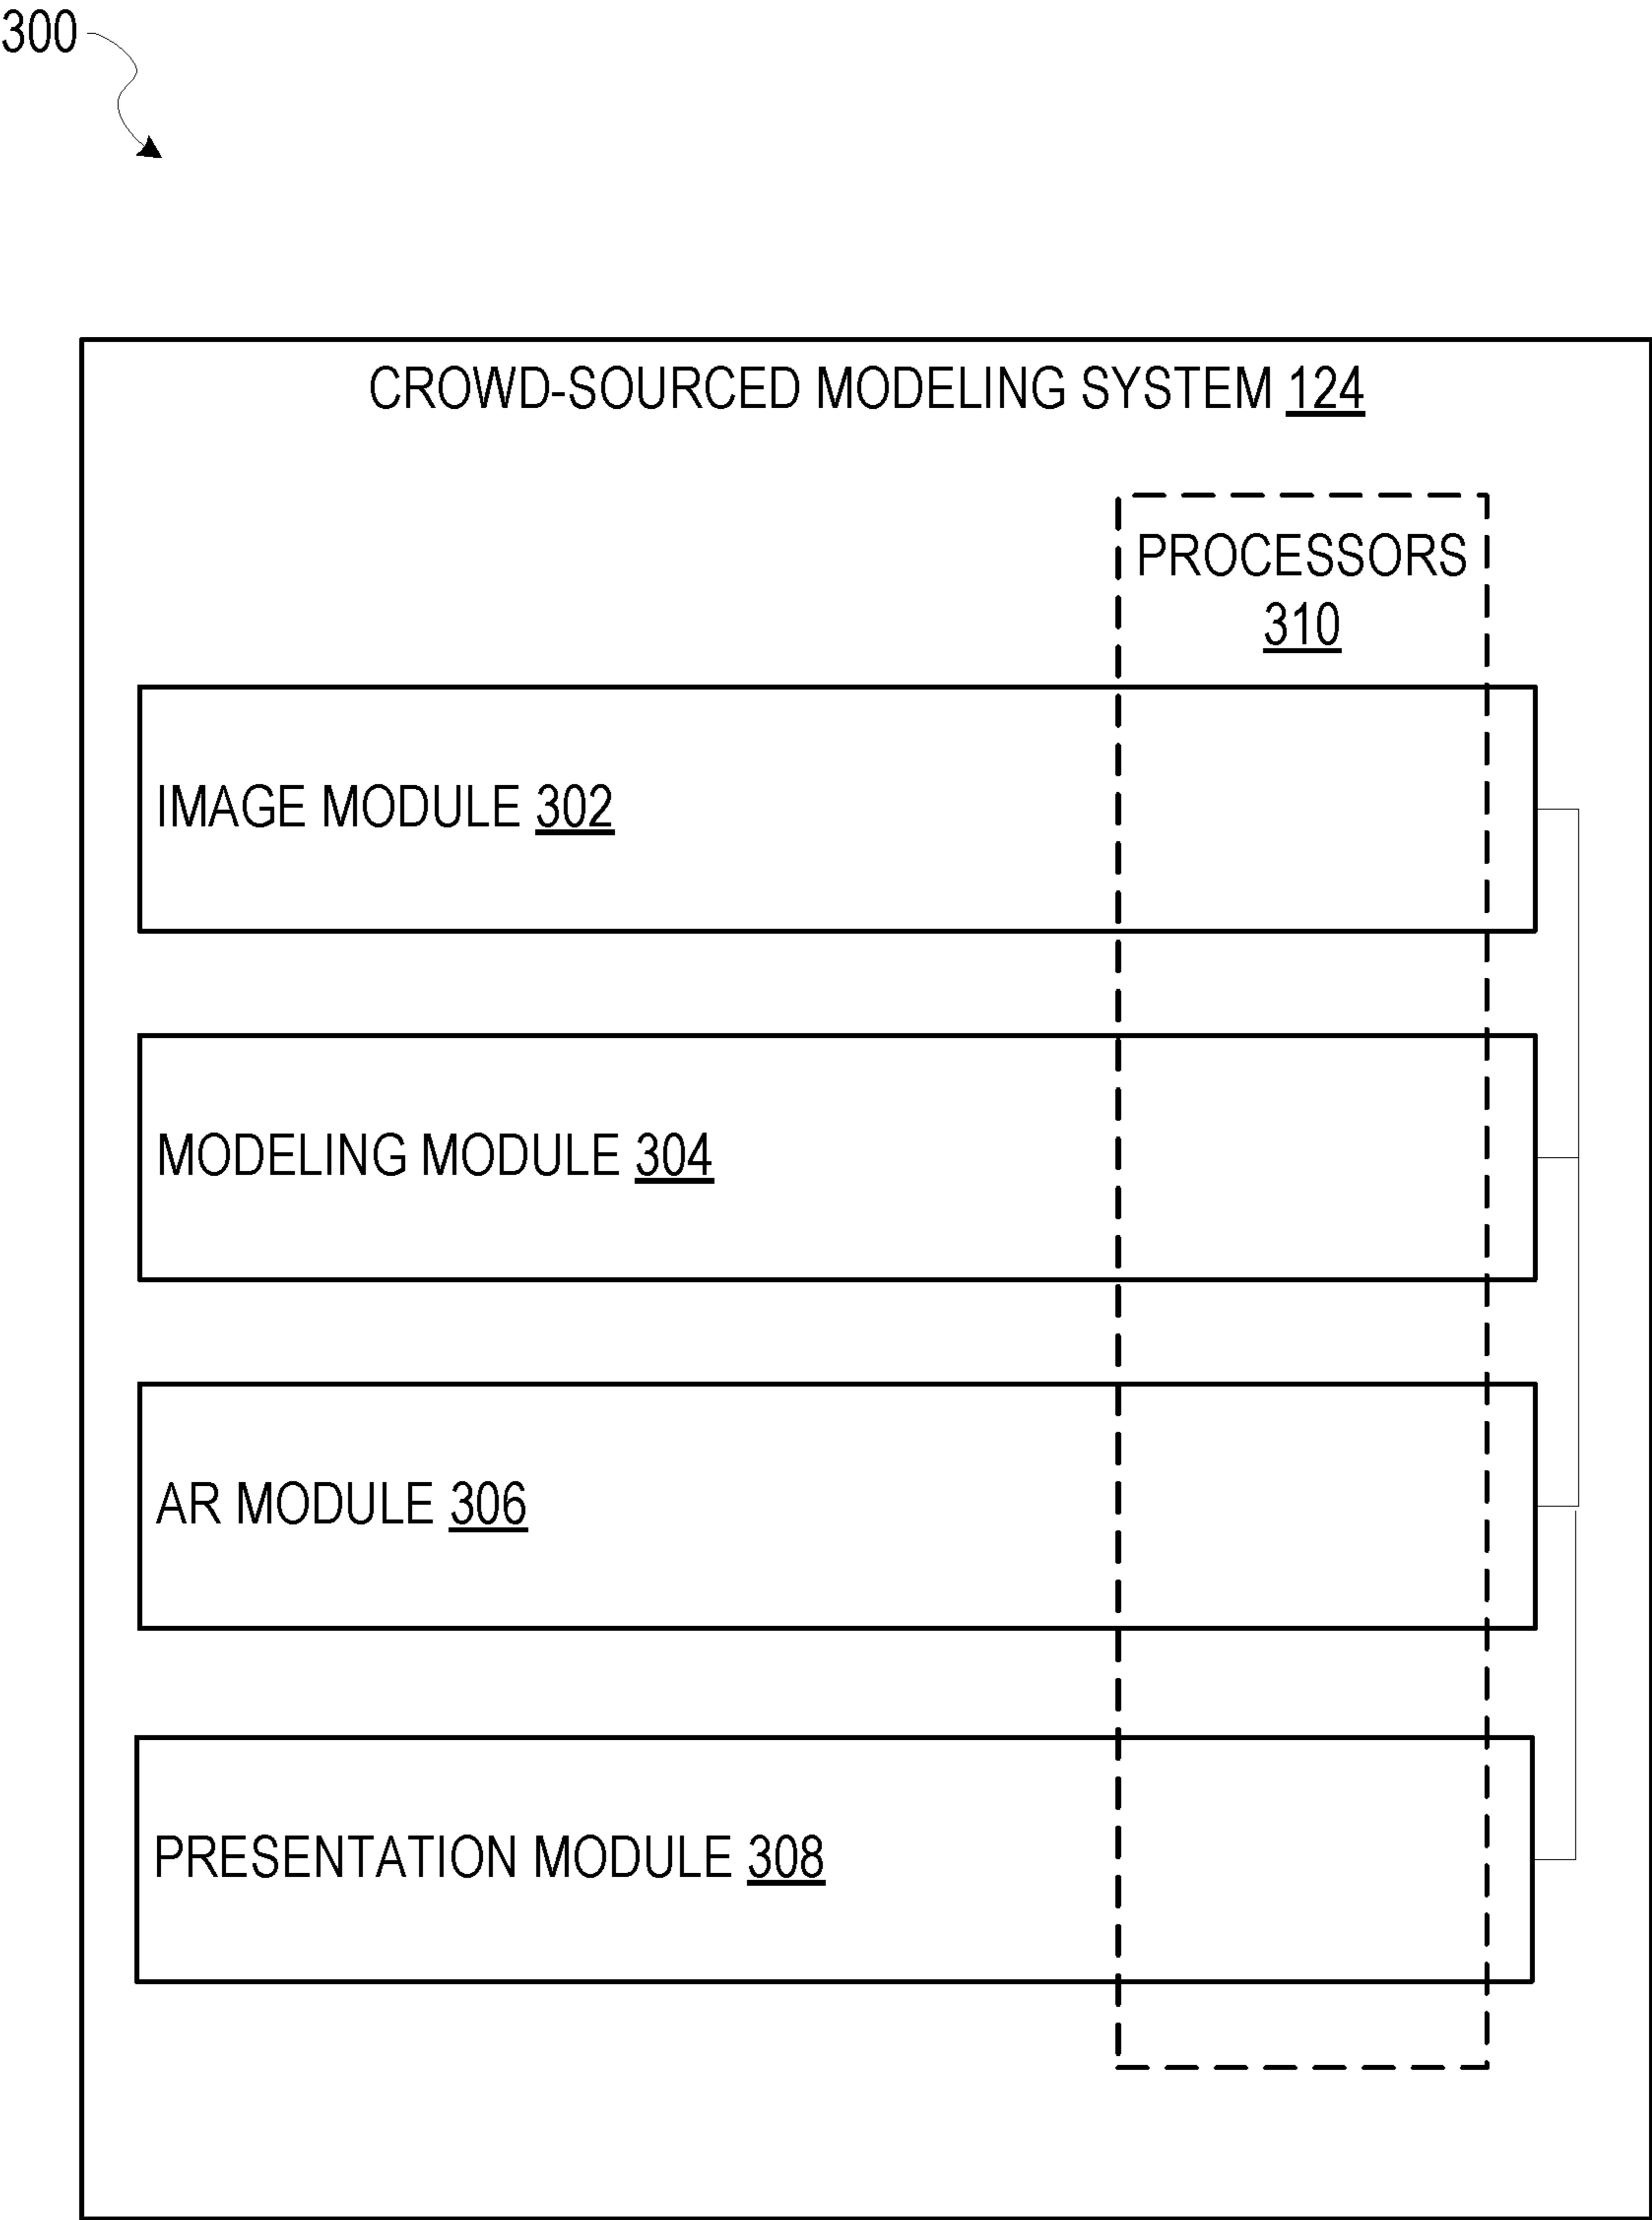 300
CROWD-SOURCED MODELING SYSTEM 124
PROCESSORS
310
IMAGE MODULE 302
MODELING MODULE 304
AR MODULE 306
PRESENTATION MODULE 308